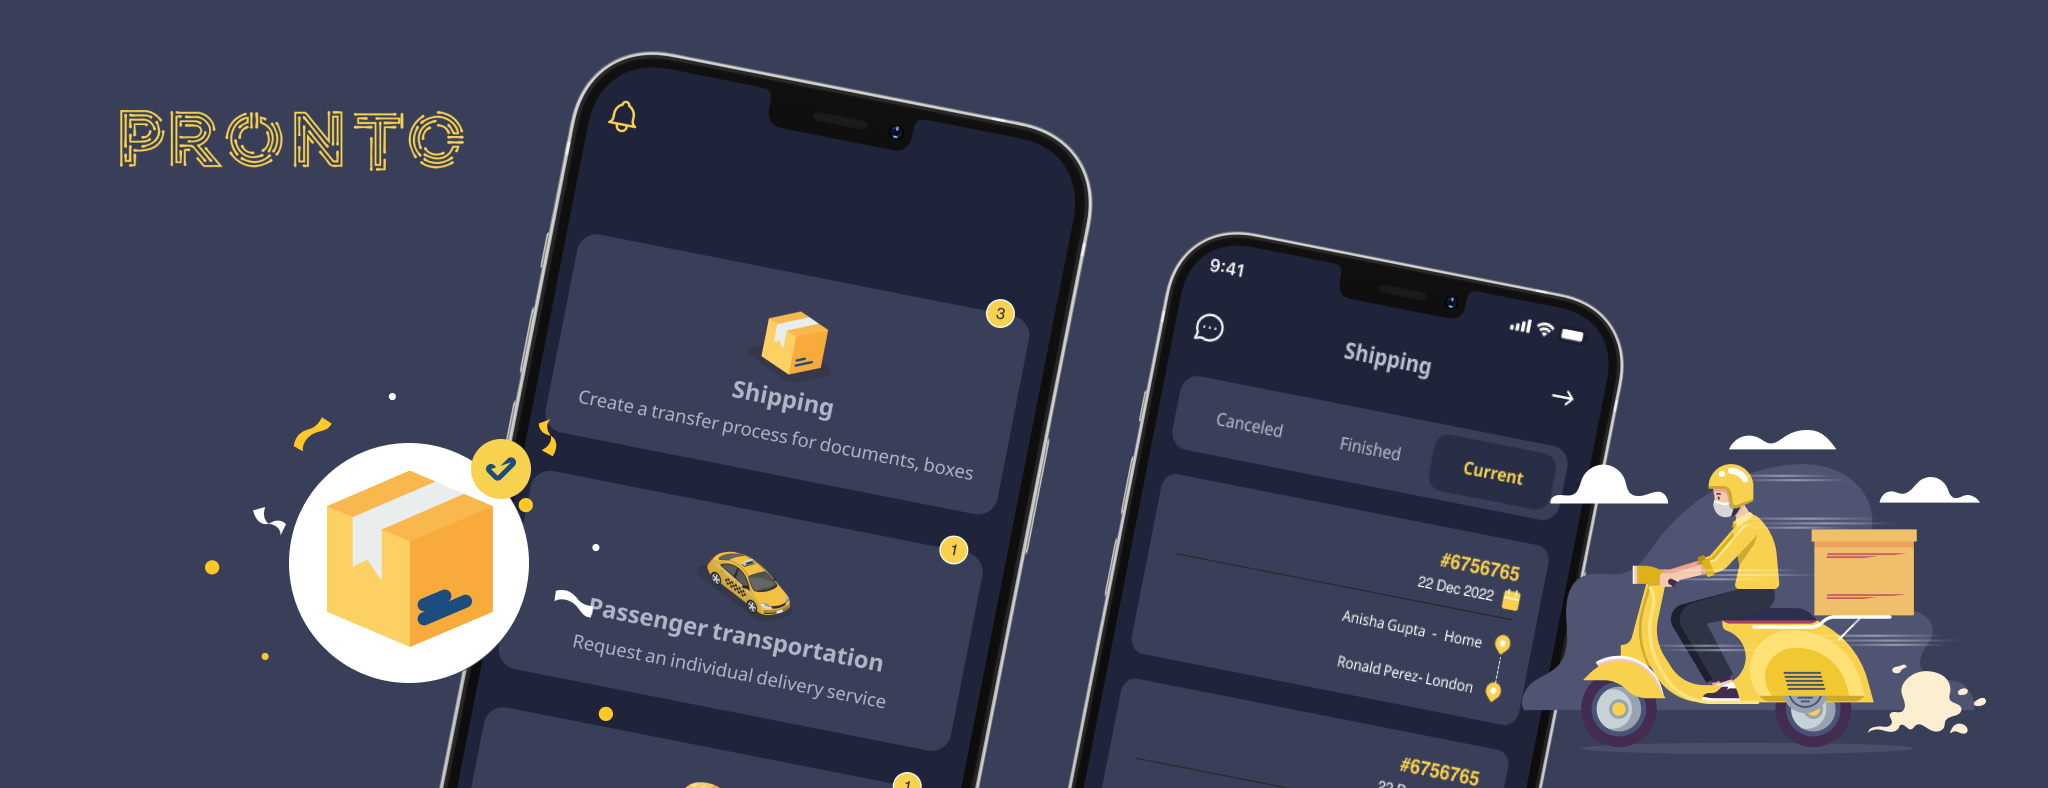 PRONTO
3
Shipping
Create a transfer process for documents, boxes
1
Passenger transportation
Request an individual delivery service
1
9:41
Shipping
Canceled
Finished
Current
#6756765
22 Dec 2022
Anisha Gupta - Home
Ronald Perez- London
#6756765